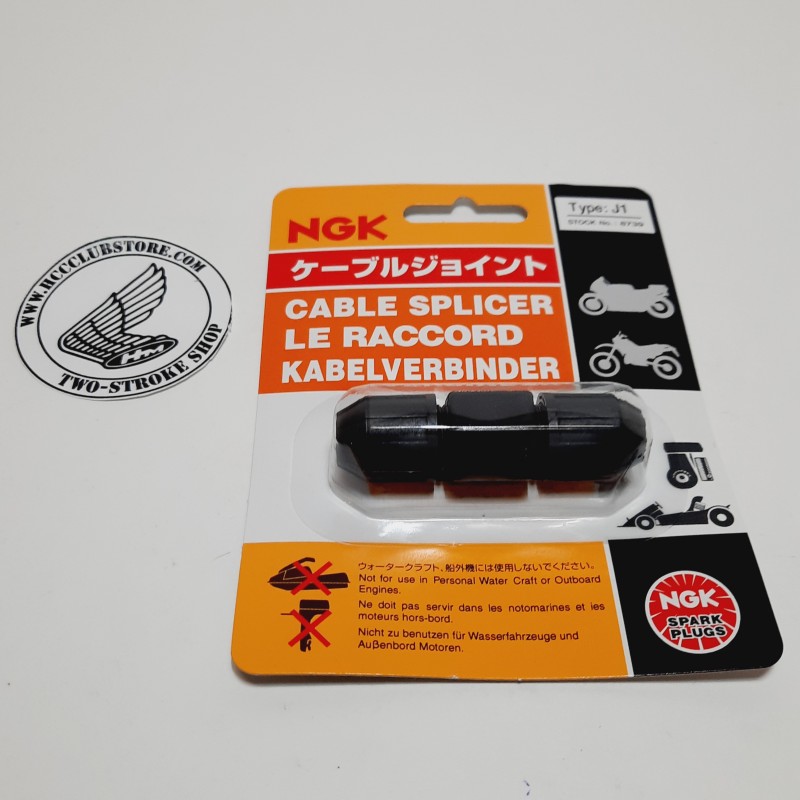 WWW.HCCCLUBSTORE.COM
HM
TWO-STROKE SHOP
NGK
Type: J1
STOCK No. : 8739
ケーブルジョイント
CABLE SPLICER
LE RACCORD
KABELVERBINDER
ウォータークラフト、船外機には使用しないでください。
Not for use in Personal Water Craft or Outboard
Engines.
Ne doit pas servir dans les notomarines et ies
moteurs hors-bord.
Nicht zu benutzen für Wasserfahrzeuge und
Außenbord Motoren.
NGK
SPARK
PLUGS